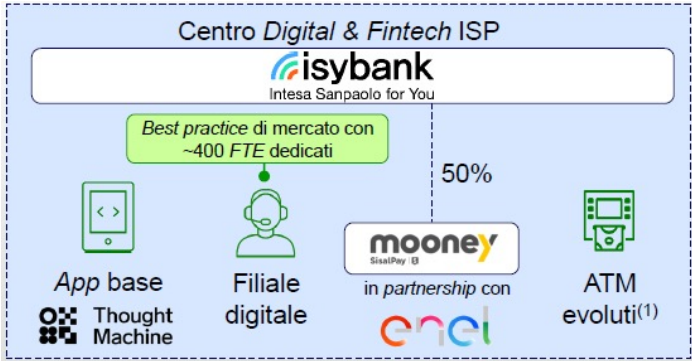 Centro Digital & Fintech ISP
isybank
Intesa Sanpaolo for You
Best practice di mercato con
~400 FTE dedicati
50%
mooney
SisalPay | 5
in partnership con
enel
App base
Thought
Machine
Filiale
digitale
ATM
evoluti(1)